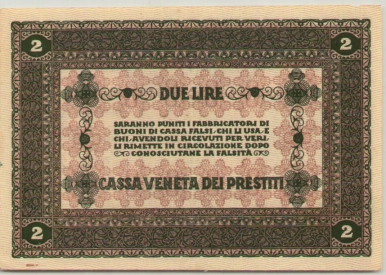 2 2
DUE LIRE
SARANNO PUNITI I FABBRICATORI DI
BUONI DI CASSA FALSI·CHI LI USA·E
CHI·AVENDOLI RICEVUTI PER VERI·
LI RIMETTE IN CIRCOLAZIONE DOPO
CONOSCIUTANE LA FALSITÀ
CASSA VENETA DEI PRESTITI
2 2